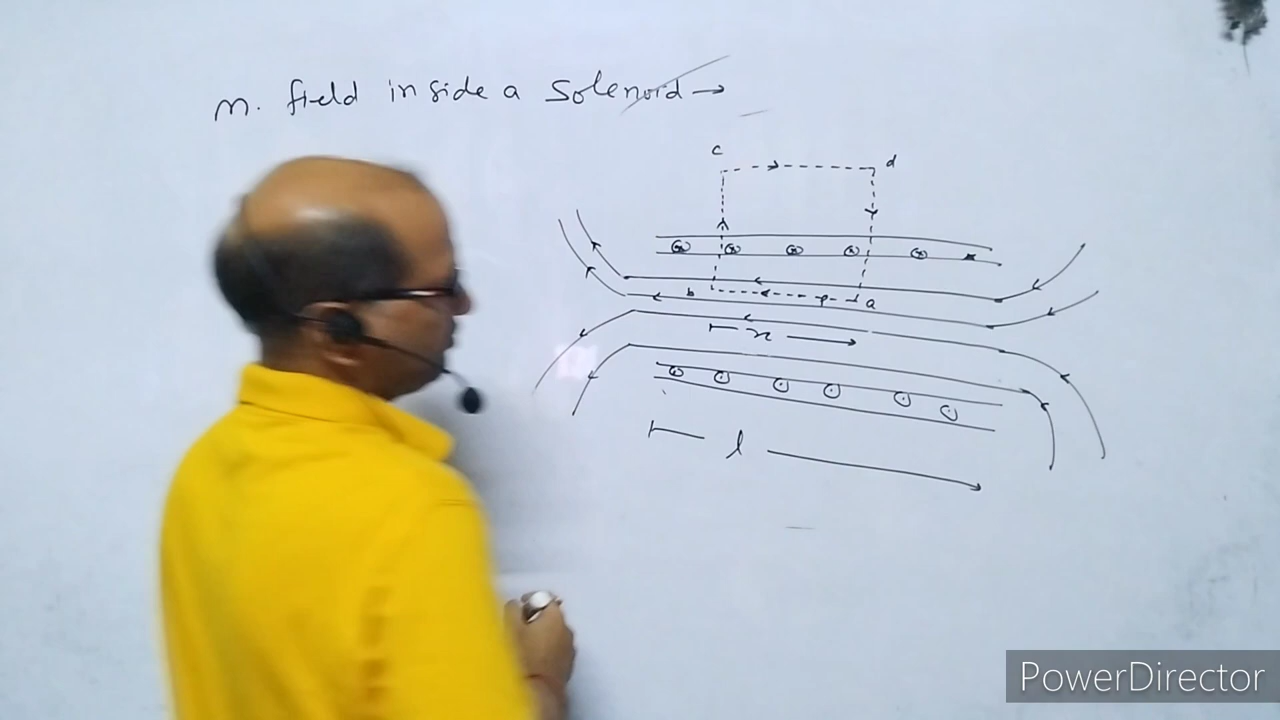 m. field inside a Solenoid →
c
d
b
p
a
x
l
PowerDirector